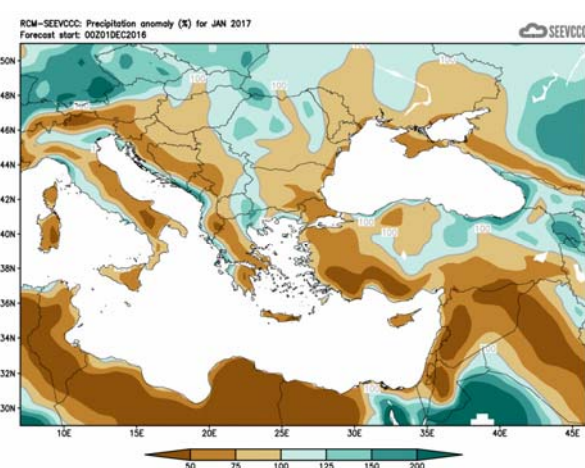 RCM-SEEVCCC: Precipitation anomaly (%) for JAN 2017
Forecast start: 00Z01DEC2016
SEEVCCC
50N
48N
46N
44N
42N
40N
38N
36N
34N
32N
30N
100
100
100
100
100
100
100
100
100
10E
15E
20E
25E
30E
35E
40E
45E
50
75
100
125
150
200